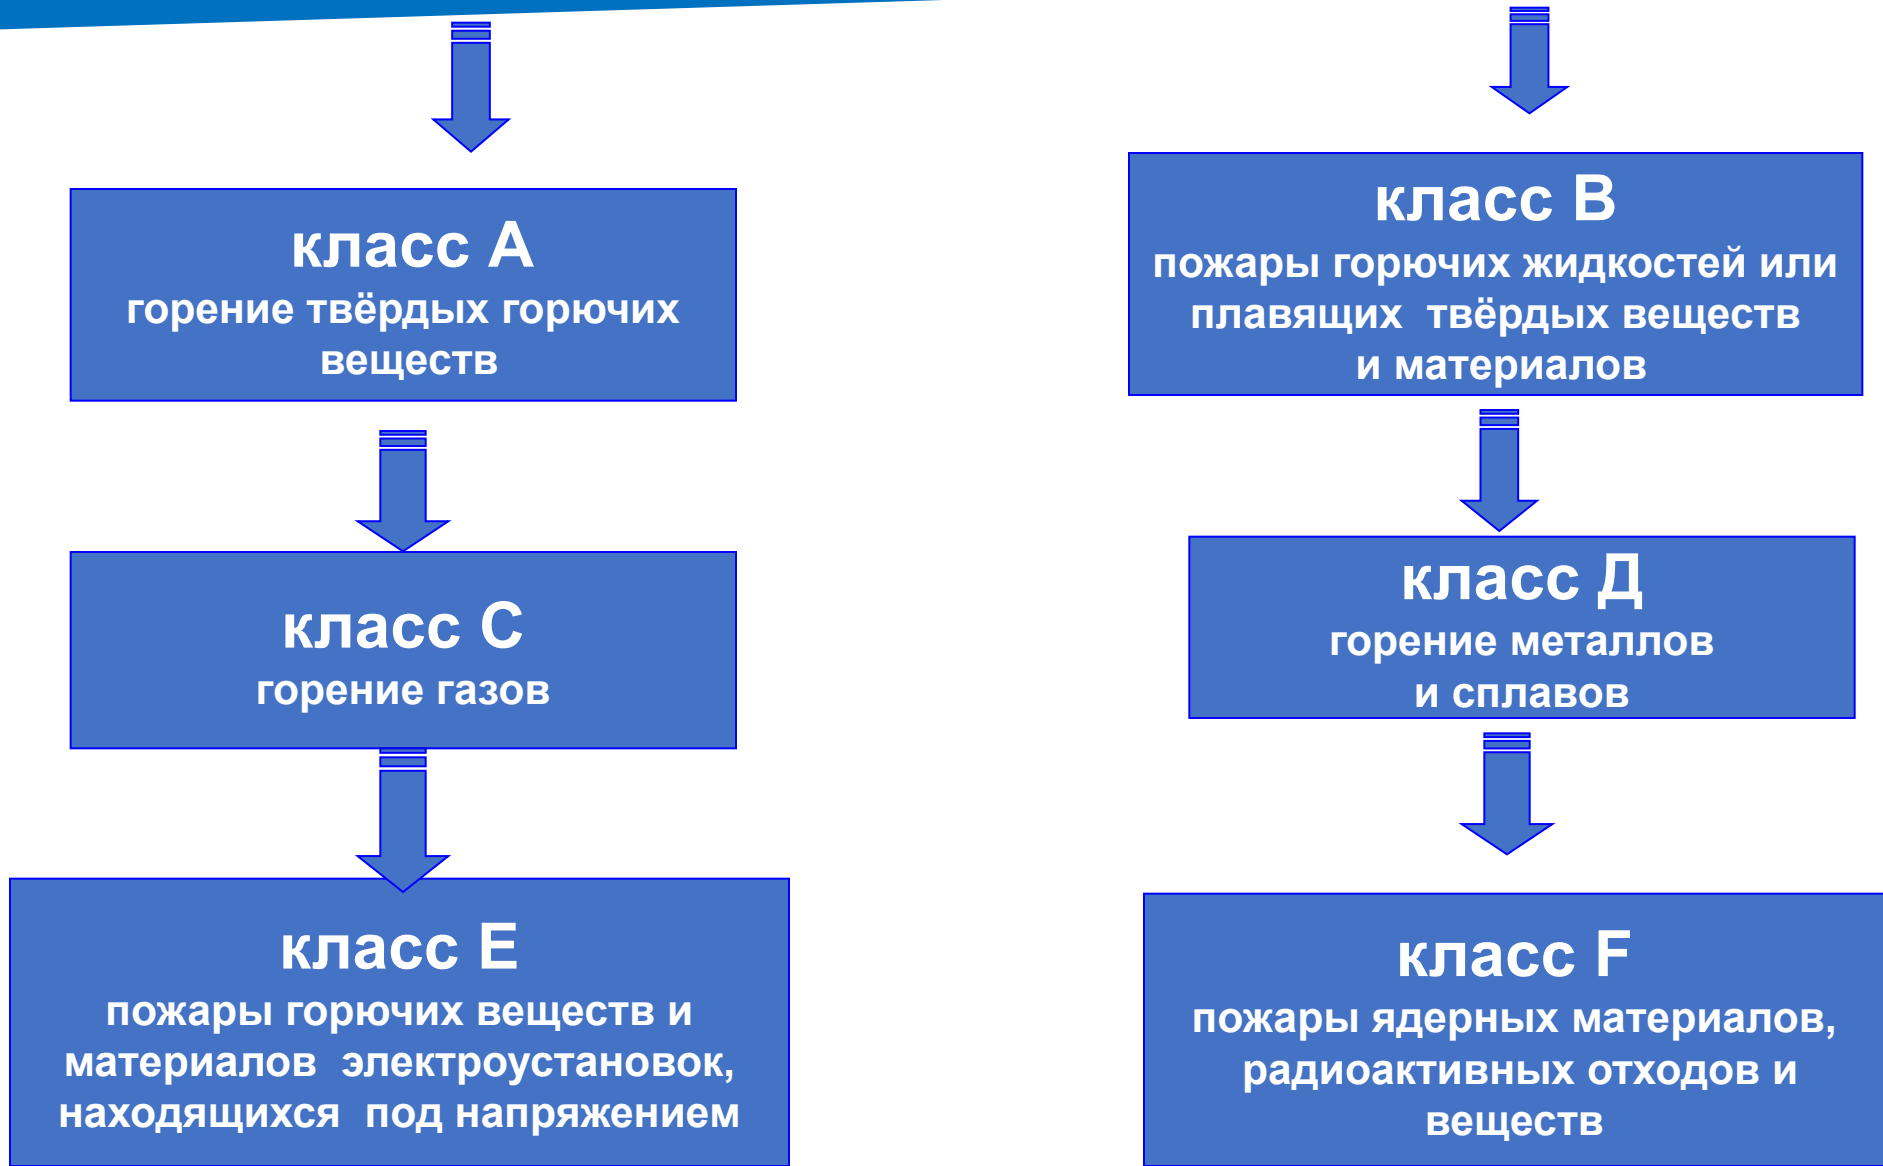 класс А
горение твёрдых горючих
веществ
класс В
пожары горючих жидкостей или
плавящих твёрдых веществ
и материалов
класс С
горение газов
класс Д
горение металлов
и сплавов
класс Е
пожары горючих веществ и
материалов электроустановок,
находящихся под напряжением
класс F
пожары ядерных материалов,
радиоактивных отходов и
веществ